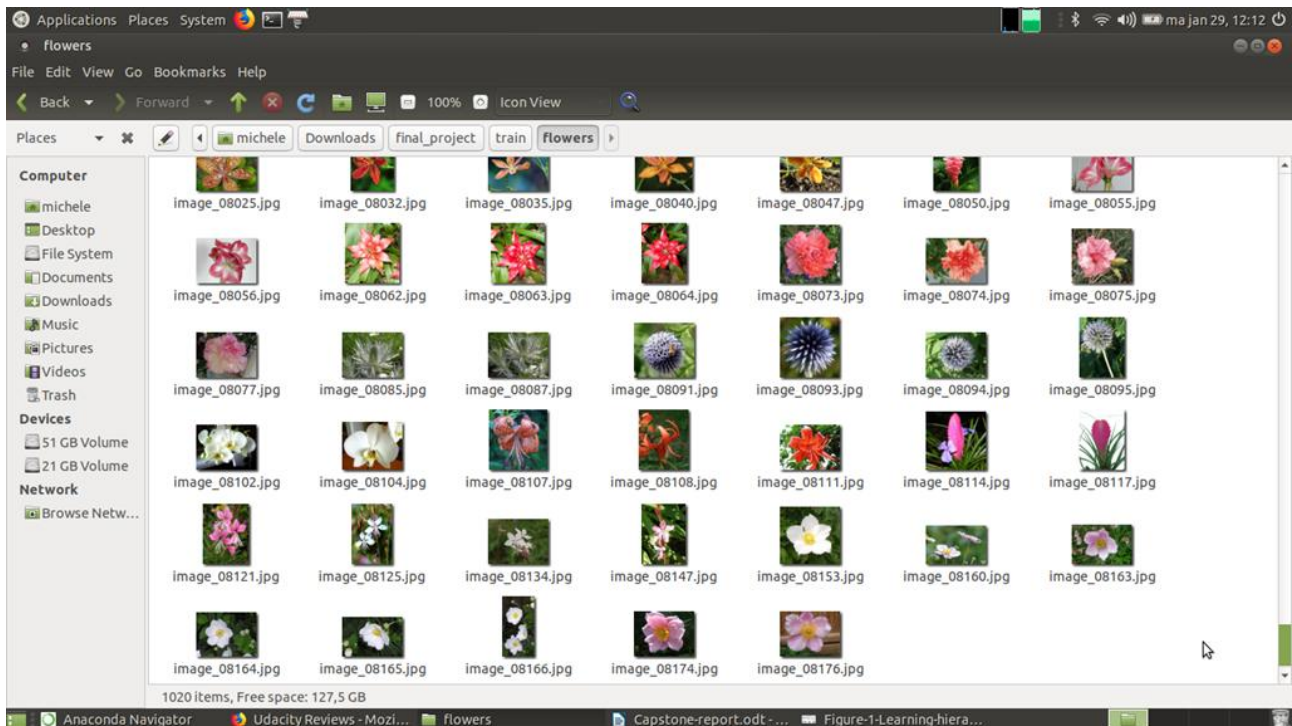 Applications Places System ma jan 29, 12:12
flowers
File Edit View Go Bookmarks Help
Back Forward 100% Icon View
Places michele Downloads final_project train flowers
Computer
michele
Desktop
File System
Documents
Downloads
Music
Pictures
Videos
Trash
Devices
51 GB Volume
21 GB Volume
Network
Browse Netw...
image_08025.jpg image_08032.jpg image_08035.jpg image_08040.jpg image_08047.jpg image_08050.jpg image_08055.jpg
image_08056.jpg image_08062.jpg image_08063.jpg image_08064.jpg image_08073.jpg image_08074.jpg image_08075.jpg
image_08077.jpg image_08085.jpg image_08087.jpg image_08091.jpg image_08093.jpg image_08094.jpg image_08095.jpg
image_08102.jpg image_08104.jpg image_08107.jpg image_08108.jpg image_08111.jpg image_08114.jpg image_08117.jpg
image_08121.jpg image_08125.jpg image_08134.jpg image_08147.jpg image_08153.jpg image_08160.jpg image_08163.jpg
image_08164.jpg image_08165.jpg image_08166.jpg image_08174.jpg image_08176.jpg
1020 items, Free space: 127,5 GB
Anaconda Navigator Udacity Reviews - Mozi... flowers Capstone-report.odt - ... Figure-1-Learning-hiera...